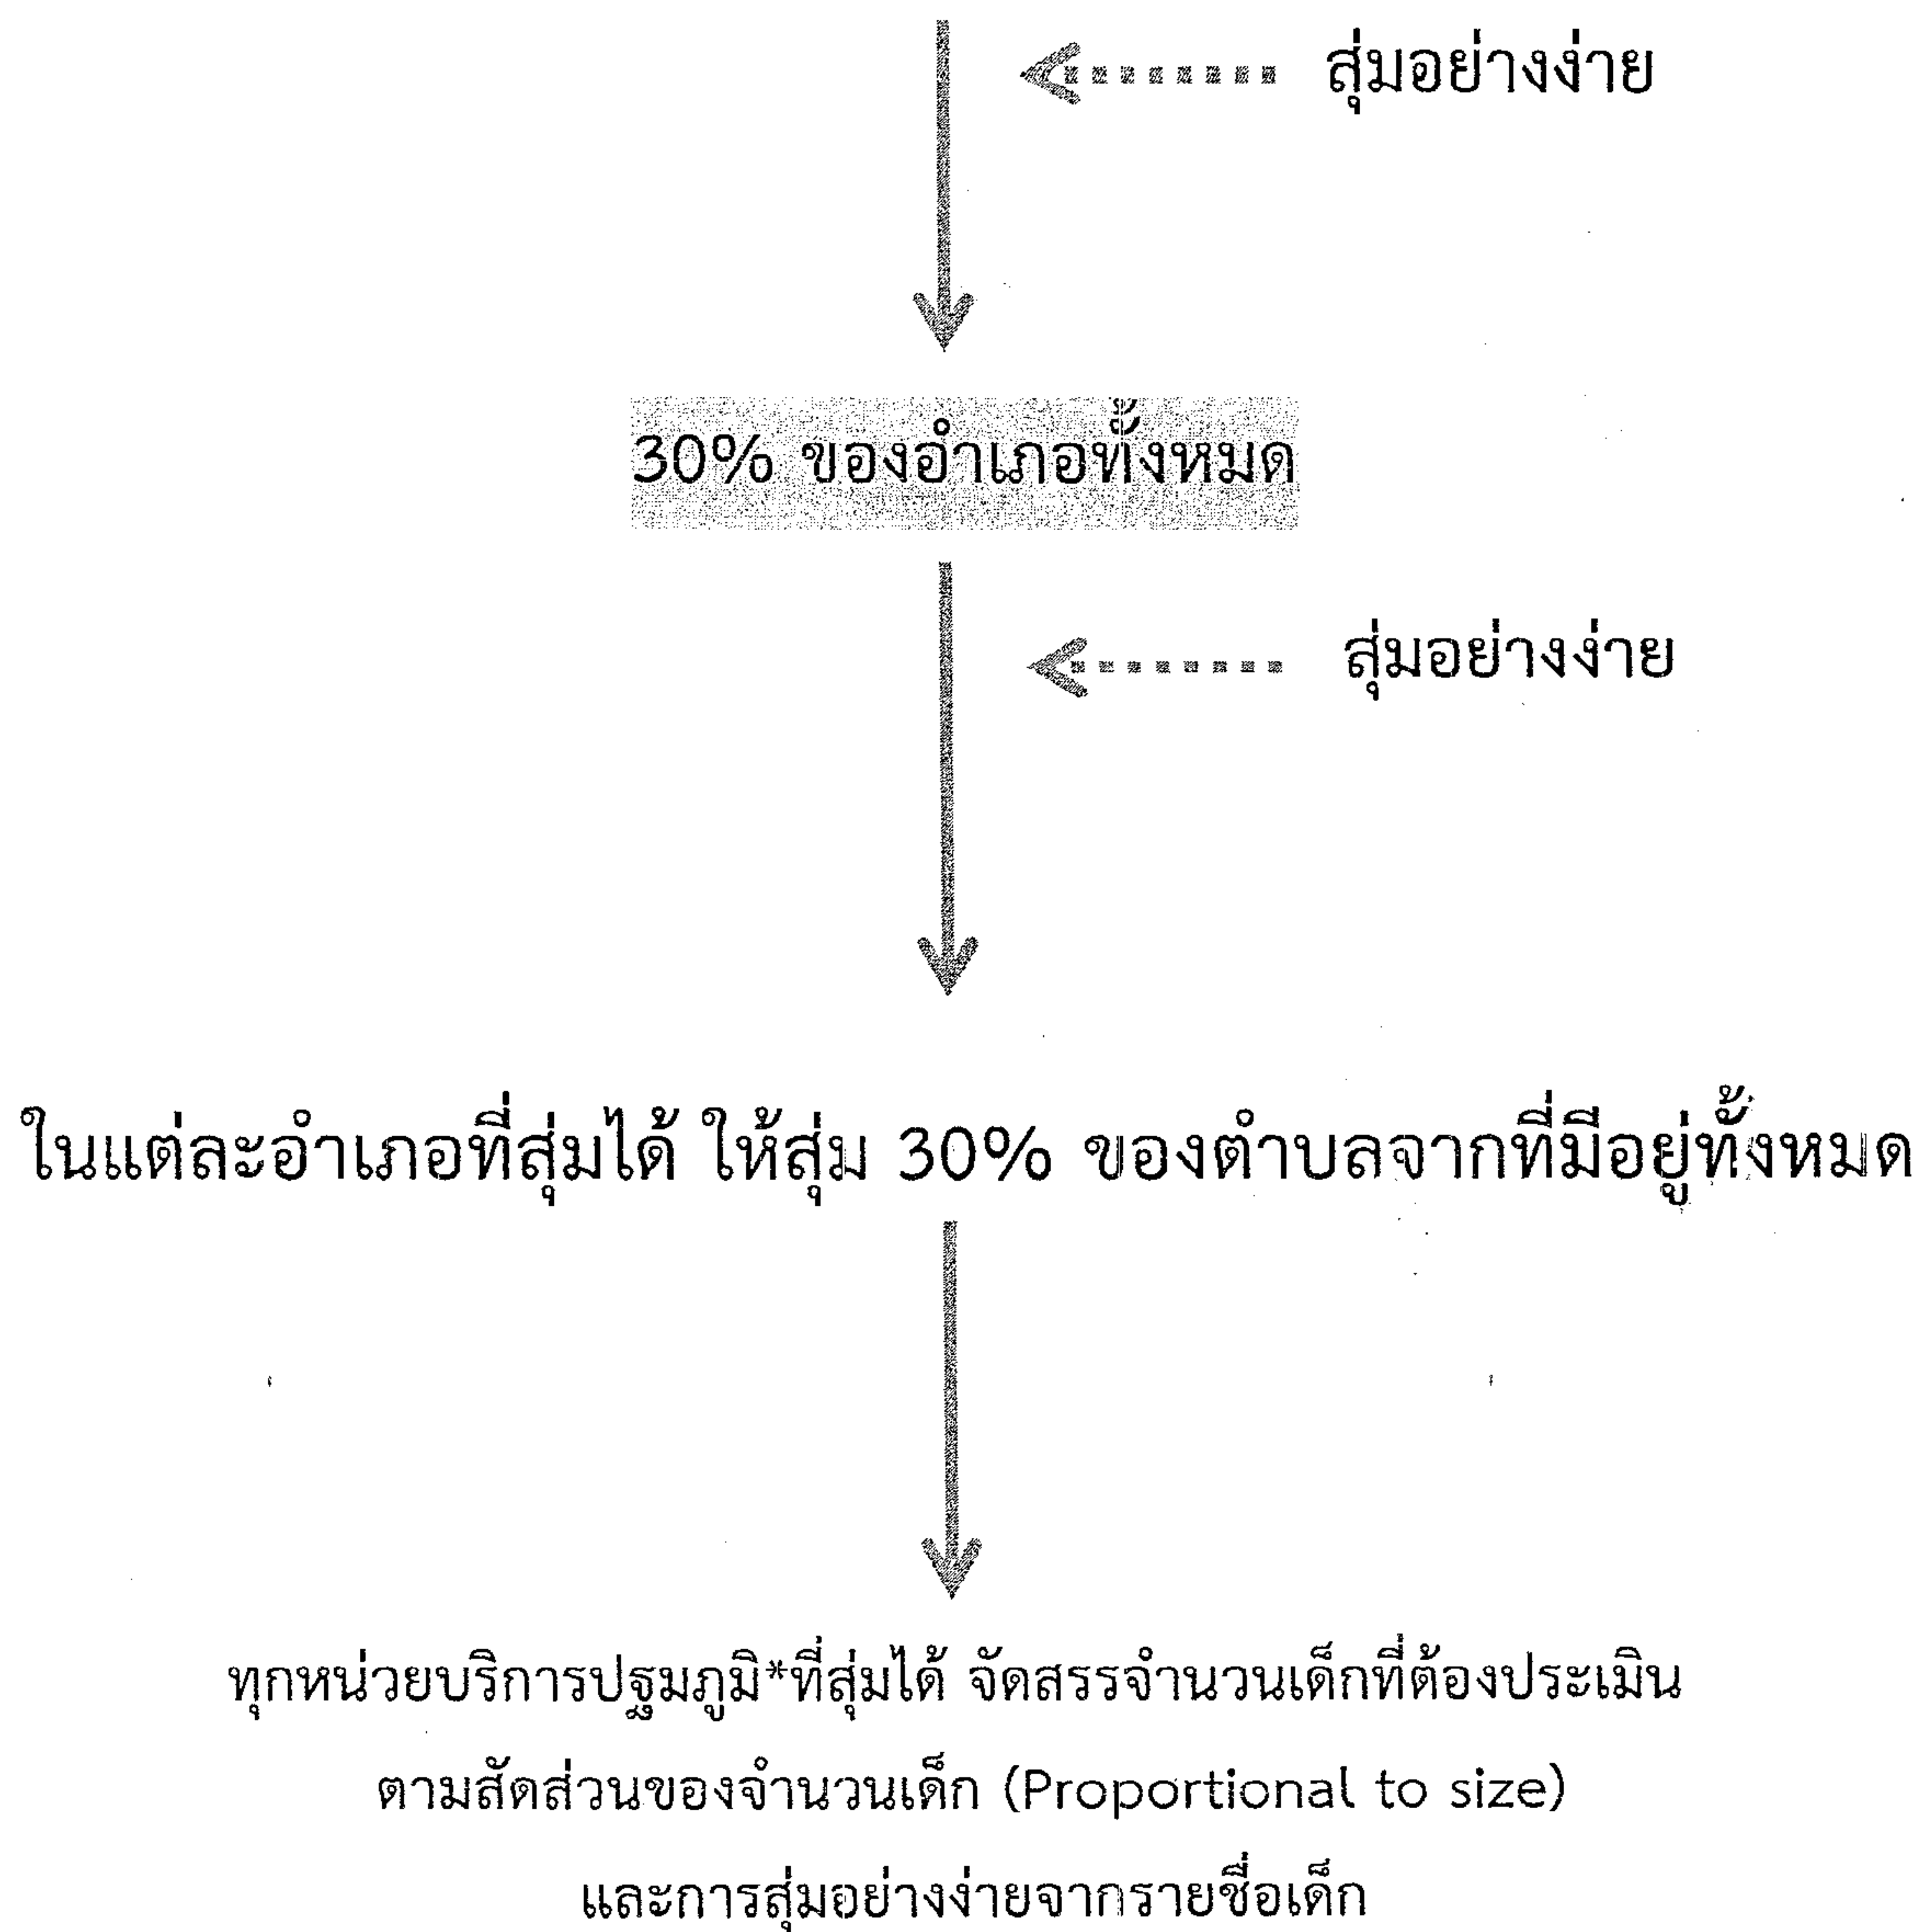 สุ่มอย่างง่าย
30% ของอำเภอทั้งหมด
สุ่มอย่างง่าย
ในแต่ละอำเภอที่สุ่มได้ ให้สุ่ม 30% ของตำบลจากที่มีอยู่ทั้งหมด
ทุกหน่วยบริการปฐมภูมิ*ที่สุ่มได้ จัดสรรจำนวนเด็กที่ต้องประเมิน
ตามสัดส่วนของจำนวนเด็ก (Proportional to size)
และการสุ่มอย่างง่ายจากรายชื่อเด็ก